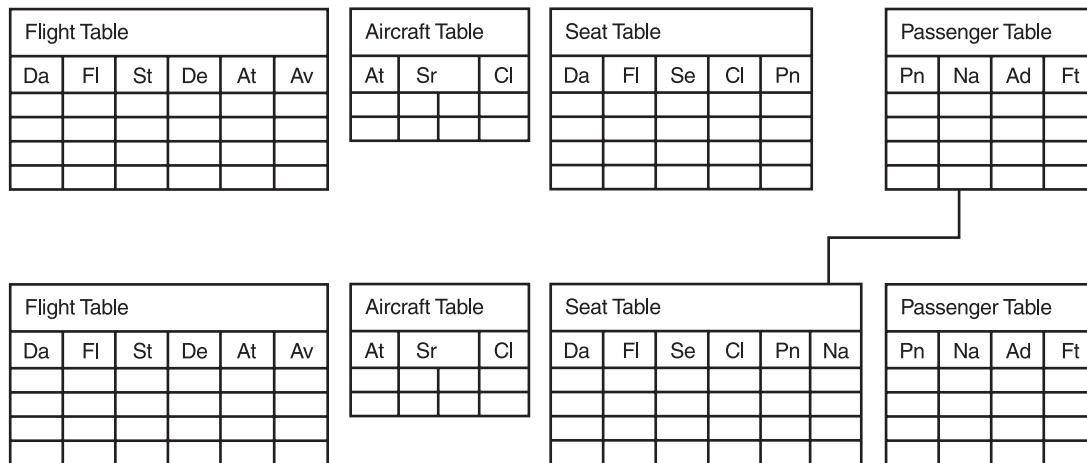 Flight Table
Da Fl St De At Av
Aircraft Table
At Sr Cl
Seat Table
Da Fl Se Cl Pn
Passenger Table
Pn Na Ad Ft
Flight Table
Da Fl St De At Av
Aircraft Table
At Sr Cl
Seat Table
Da Fl Se Cl Pn Na
Passenger Table
Pn Na Ad Ft